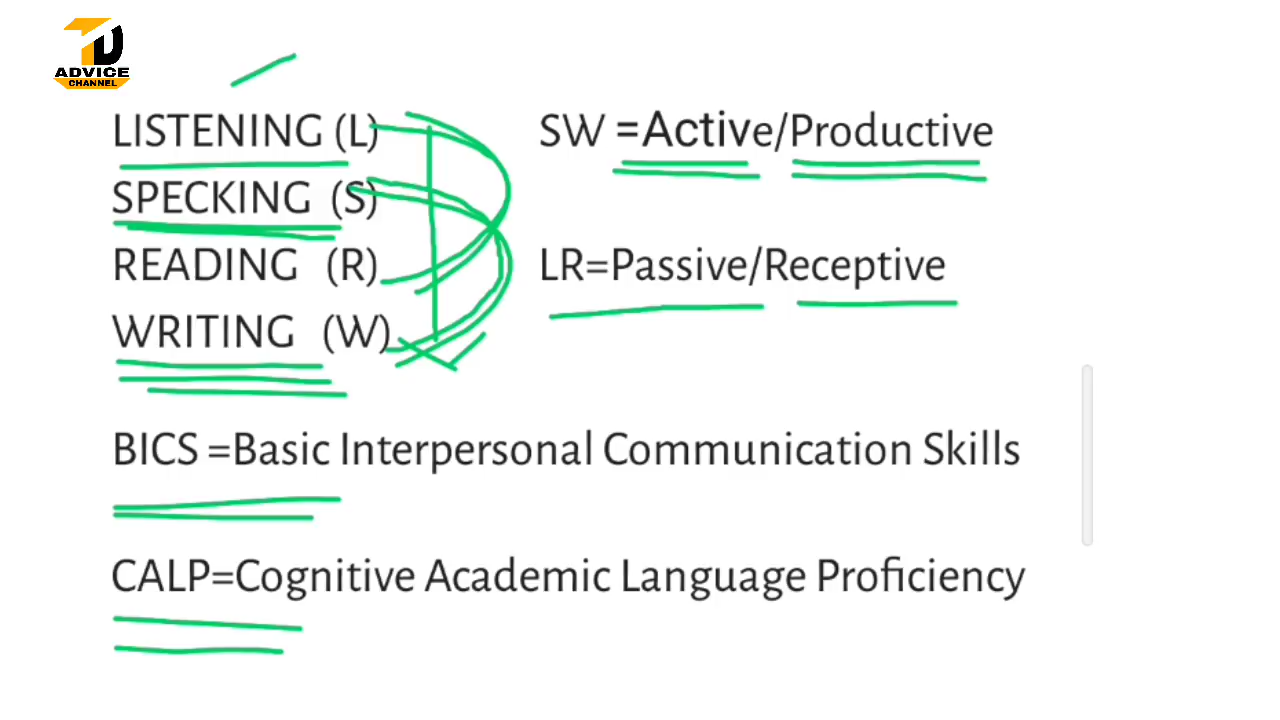 TD
ADVICE
CHANNEL
LISTENING (L)
SPECKING (S)
READING (R)
WRITING (W)
SW =Active/Productive
LR=Passive/Receptive
BICS =Basic Interpersonal Communication Skills
CALP=Cognitive Academic Language Proficiency